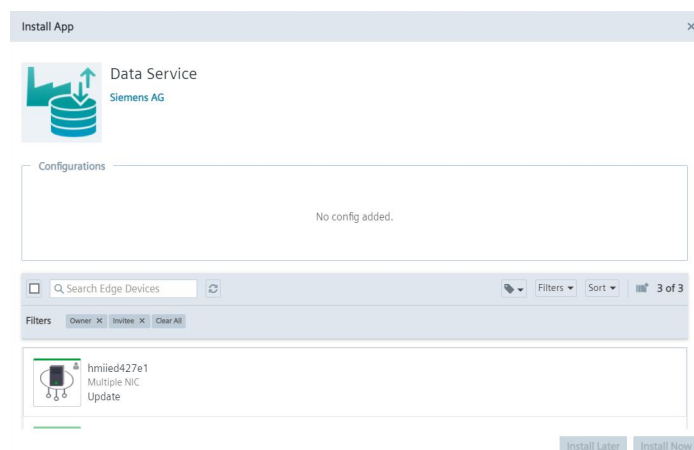 Install App
Data Service
Siemens AG
Configurations
No config added.
Search Edge Devices
Filters
Sort
3 of 3
Filters
Owner
Invitee
Clear All
hmiied427e1
Multiple NIC
Update
Install Later
Install Now